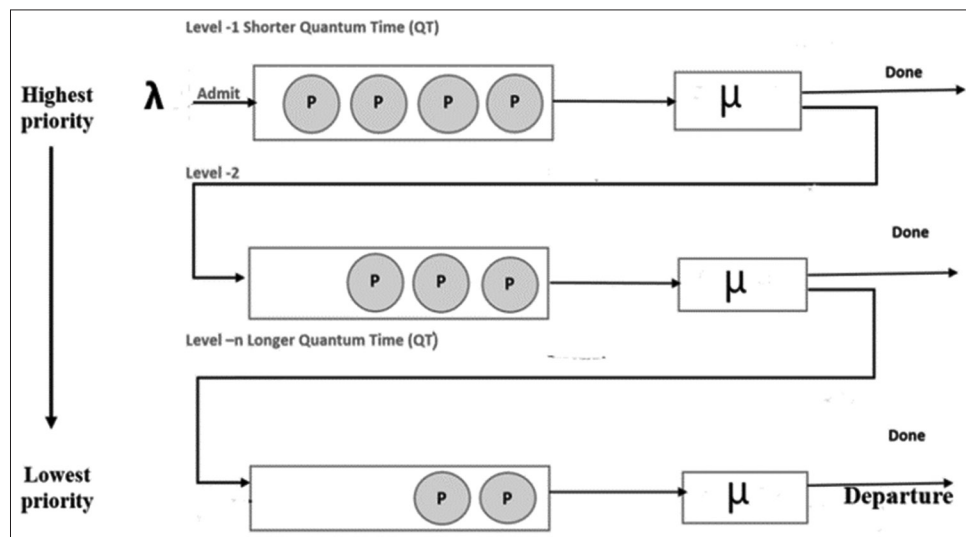 Level -1 Shorter Quantum Time (QT)
Highest
priority
λ
Admit
P P P P
μ
Done
Level -2
P P P
μ
Done
Level –n Longer Quantum Time (QT)
Lowest
priority
P P
μ
Done
Departure